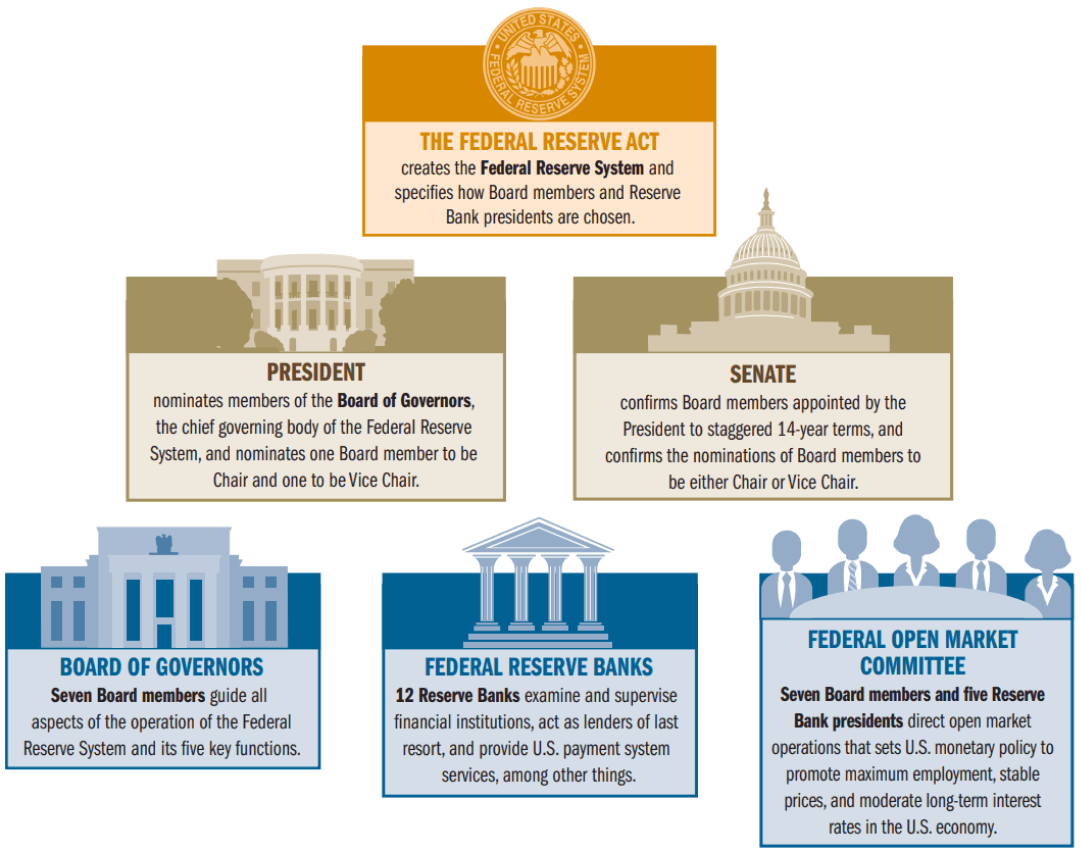 UNITED STATES
FEDERAL RESERVE SYSTEM
THE FEDERAL RESERVE ACT
creates the Federal Reserve System and
specifies how Board members and Reserve
Bank presidents are chosen.
PRESIDENT
nominates members of the Board of Governors,
the chief governing body of the Federal Reserve
System, and nominates one Board member to be
Chair and one to be Vice Chair.
SENATE
confirms Board members appointed by the
President to staggered 14-year terms, and
confirms the nominations of Board members to
be either Chair or Vice Chair.
BOARD OF GOVERNORS
Seven Board members guide all
aspects of the operation of the Federal
Reserve System and its five key functions.
FEDERAL RESERVE BANKS
12 Reserve Banks examine and supervise
financial institutions, act as lenders of last
resort, and provide U.S. payment system
services, among other things.
FEDERAL OPEN MARKET
COMMITTEE
Seven Board members and five Reserve
Bank presidents direct open market
operations that sets U.S. monetary policy to
promote maximum employment, stable
prices, and moderate long-term interest
rates in the U.S. economy.